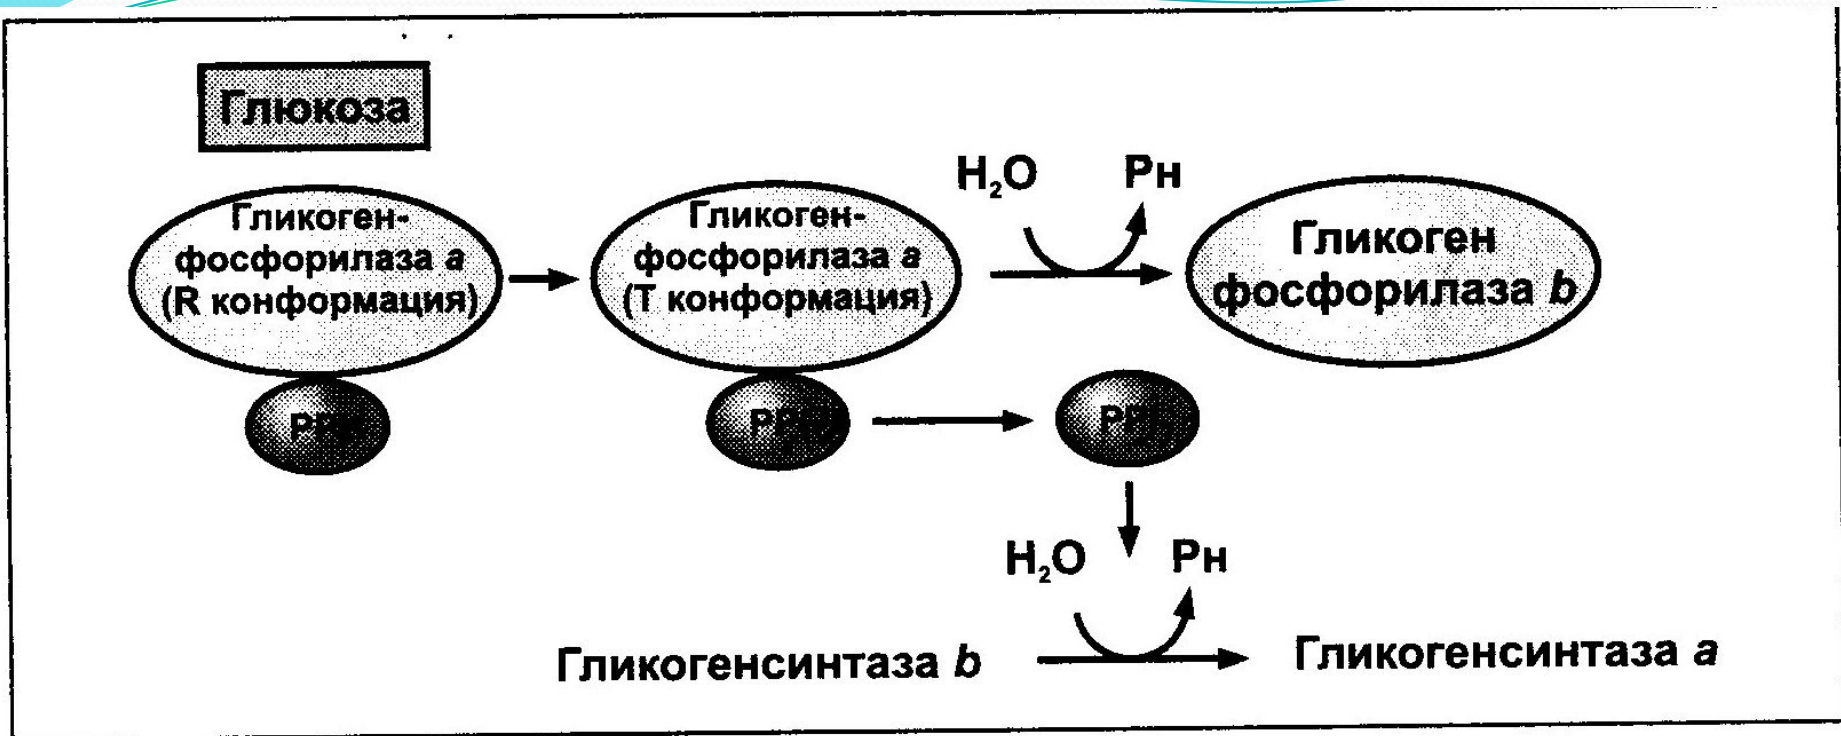 Глюкоза
Гликоген-
фосфорилаза a
(R конформация)
Гликоген-
фосфорилаза a
(T конформация)
H₂O
Pн
Гликоген
фосфорилаза b
H₂O
Pн
Гликогенсинтаза b
Гликогенсинтаза a